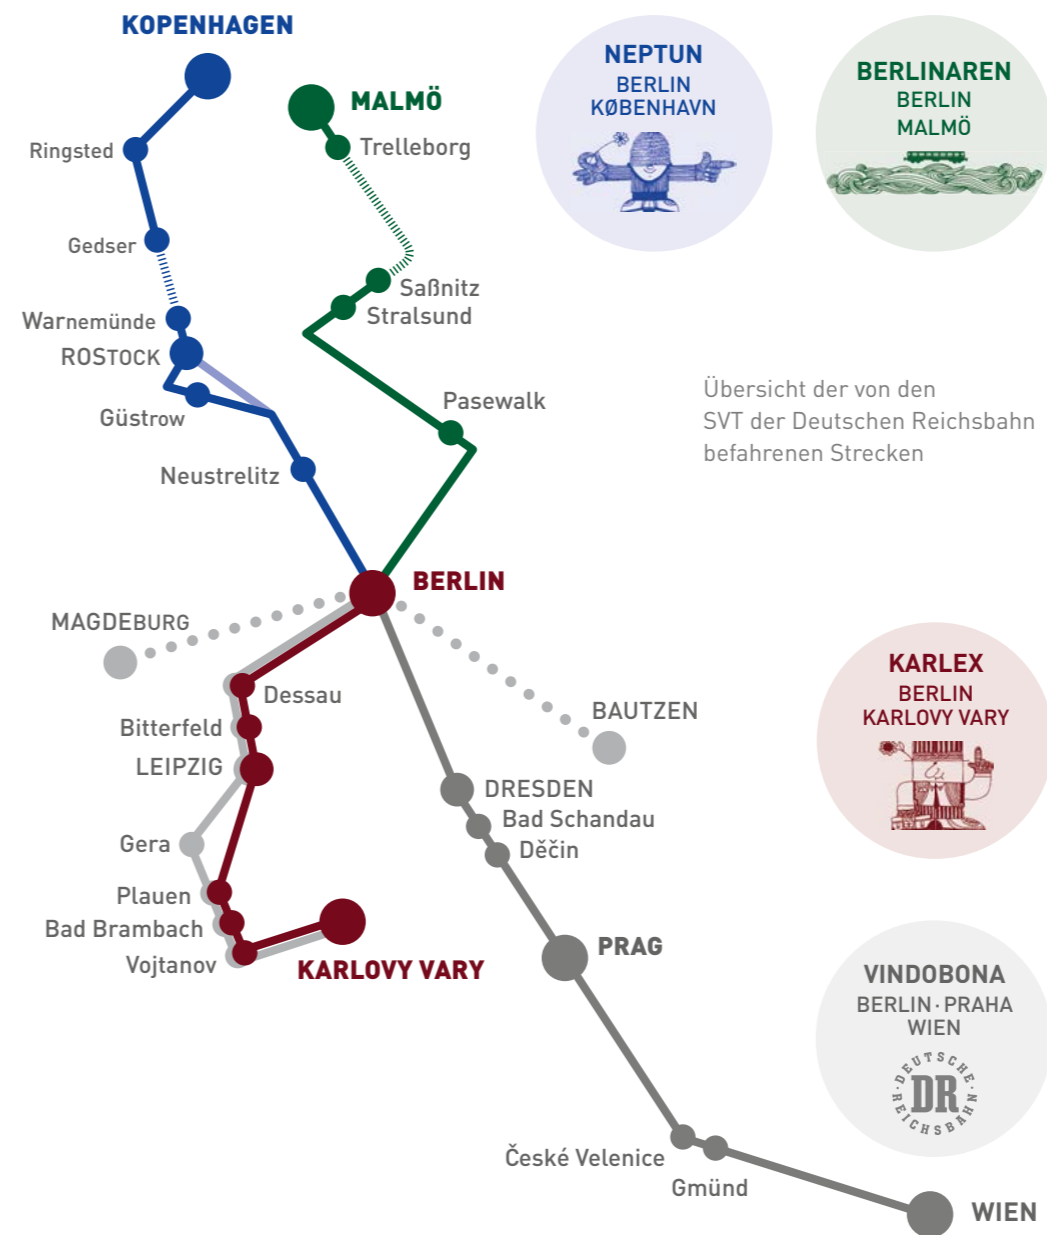 KOPENHAGEN
NEPTUN
BERLIN
KØBENHAVN
BERLINAREN
BERLIN
MALMÖ
MALMÖ
Ringsted
Trelleborg
Gedser
Saßnitz
Stralsund
Warnemünde
ROSTOCK
Güstrow
Pasewalk
Übersicht der von den
SVT der Deutschen Reichsbahn
befahrenen Strecken
Neustrelitz
BERLIN
MAGDEBURG
Dessau
BAUTZEN
Bitterfeld
LEIPZIG
DRESDEN
Bad Schandau
Děčín
KARLEX
BERLIN
KARLOVY VARY
Gera
Plauen
Bad Brambach
Vojtanov
KARLOVY VARY
PRAG
VINDOBONA
BERLIN · PRAHA
WIEN
· DEUTSCHE ·
DR
REICHSBAHN
České Velenice
Gmünd
WIEN